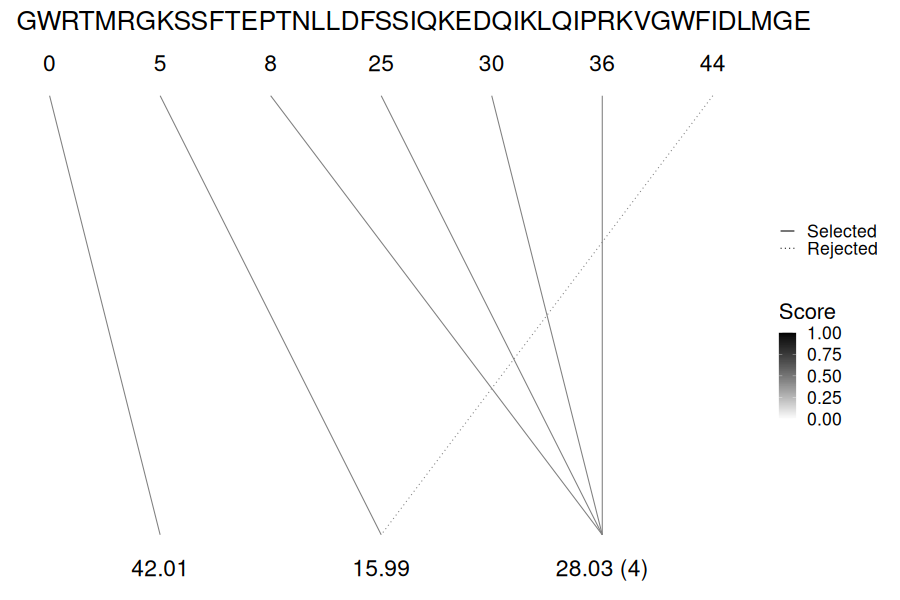 GWRTMRGKSSFTEPTNLLDFSSIQKEDQIKLQIPRKVGWFIDLMGE
0 5 8 25 30 36 44
Selected
Rejected
Score
1.00
0.75
0.50
0.25
0.00
42.01 15.99 28.03 (4)